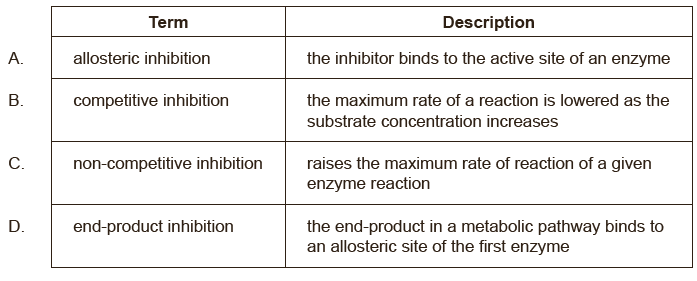 Term Description
A. allosteric inhibition the inhibitor binds to the active site of an enzyme
B. competitive inhibition the maximum rate of a reaction is lowered as the
substrate concentration increases
C. non-competitive inhibition raises the maximum rate of reaction of a given
enzyme reaction
D. end-product inhibition the end-product in a metabolic pathway binds to
an allosteric site of the first enzyme